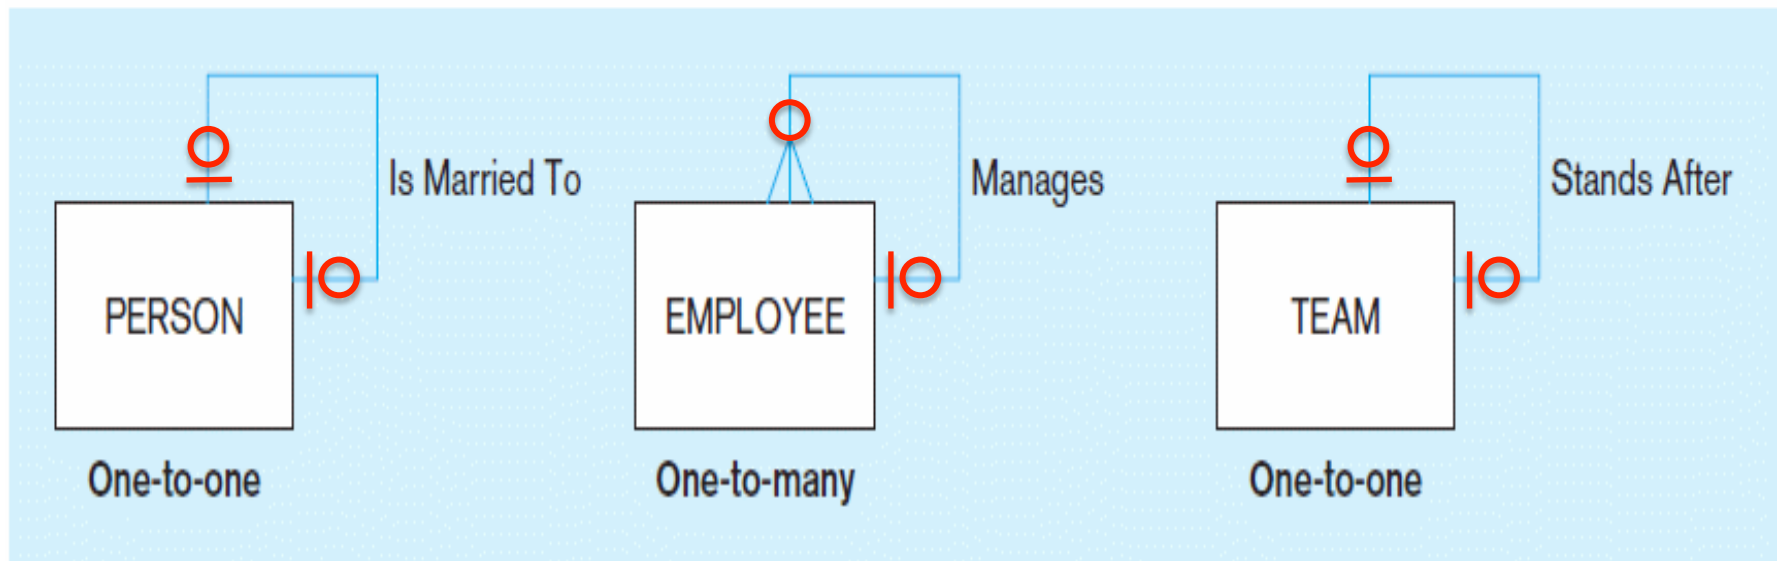 Is Married To
PERSON
One-to-one
Manages
EMPLOYEE
One-to-many
Stands After
TEAM
One-to-one